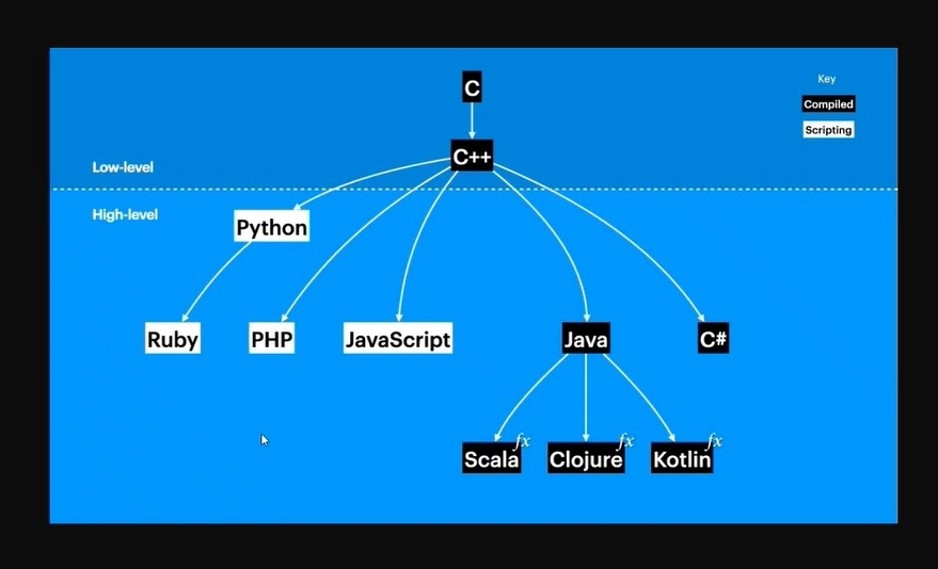 C
Key
Compiled
Scripting
C++
Low-level
High-level
Python
Ruby
PHP
JavaScript
Java
C#
Scala fx
Clojure fx
Kotlin fx